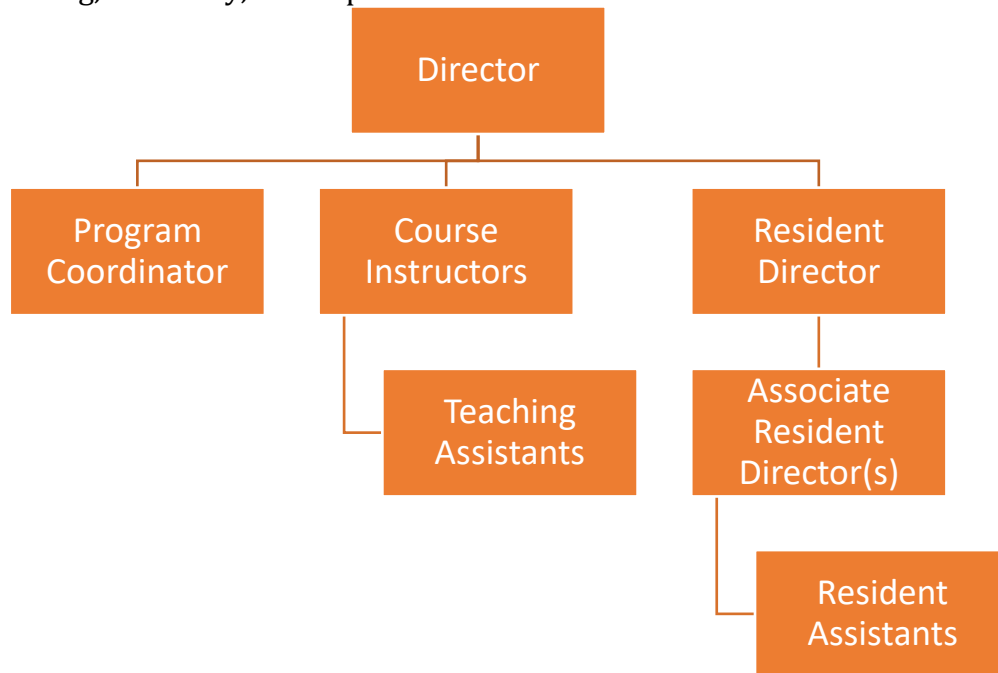 Director
Program
Coordinator
Course
Instructors
Resident
Director
Teaching
Assistants
Associate
Resident
Director(s)
Resident
Assistants